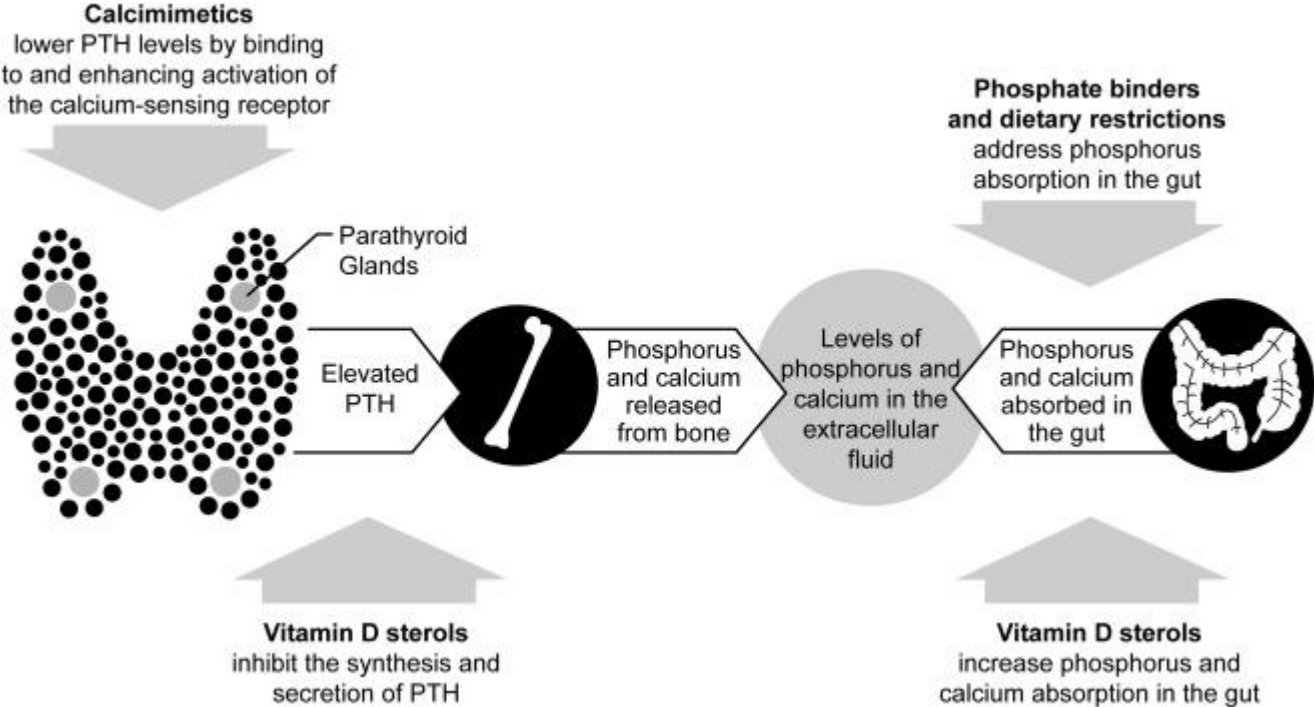 Calcimimetics
lower PTH levels by binding
to and enhancing activation of
the calcium-sensing receptor
Phosphate binders
and dietary restrictions
address phosphorus
absorption in the gut
Parathyroid
Glands
Elevated
PTH
Phosphorus
and calcium
released
from bone
Levels of
phosphorus and
calcium in the
extracellular
fluid
Phosphorus
and calcium
absorbed in
the gut
Vitamin D sterols
inhibit the synthesis and
secretion of PTH
Vitamin D sterols
increase phosphorus and
calcium absorption in the gut